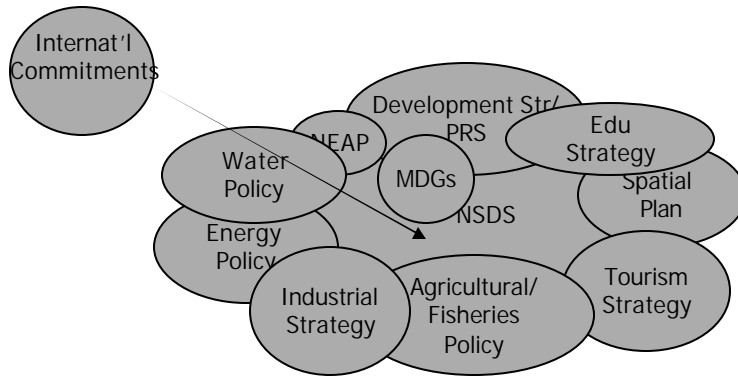 Internat'l
Commitments
Development Str/
PRS
NEAP
Edu
Strategy
Water
Policy
MDGs
Spatial
Plan
NSDS
Energy
Policy
Tourism
Strategy
Industrial
Strategy
Agricultural/
Fisheries
Policy